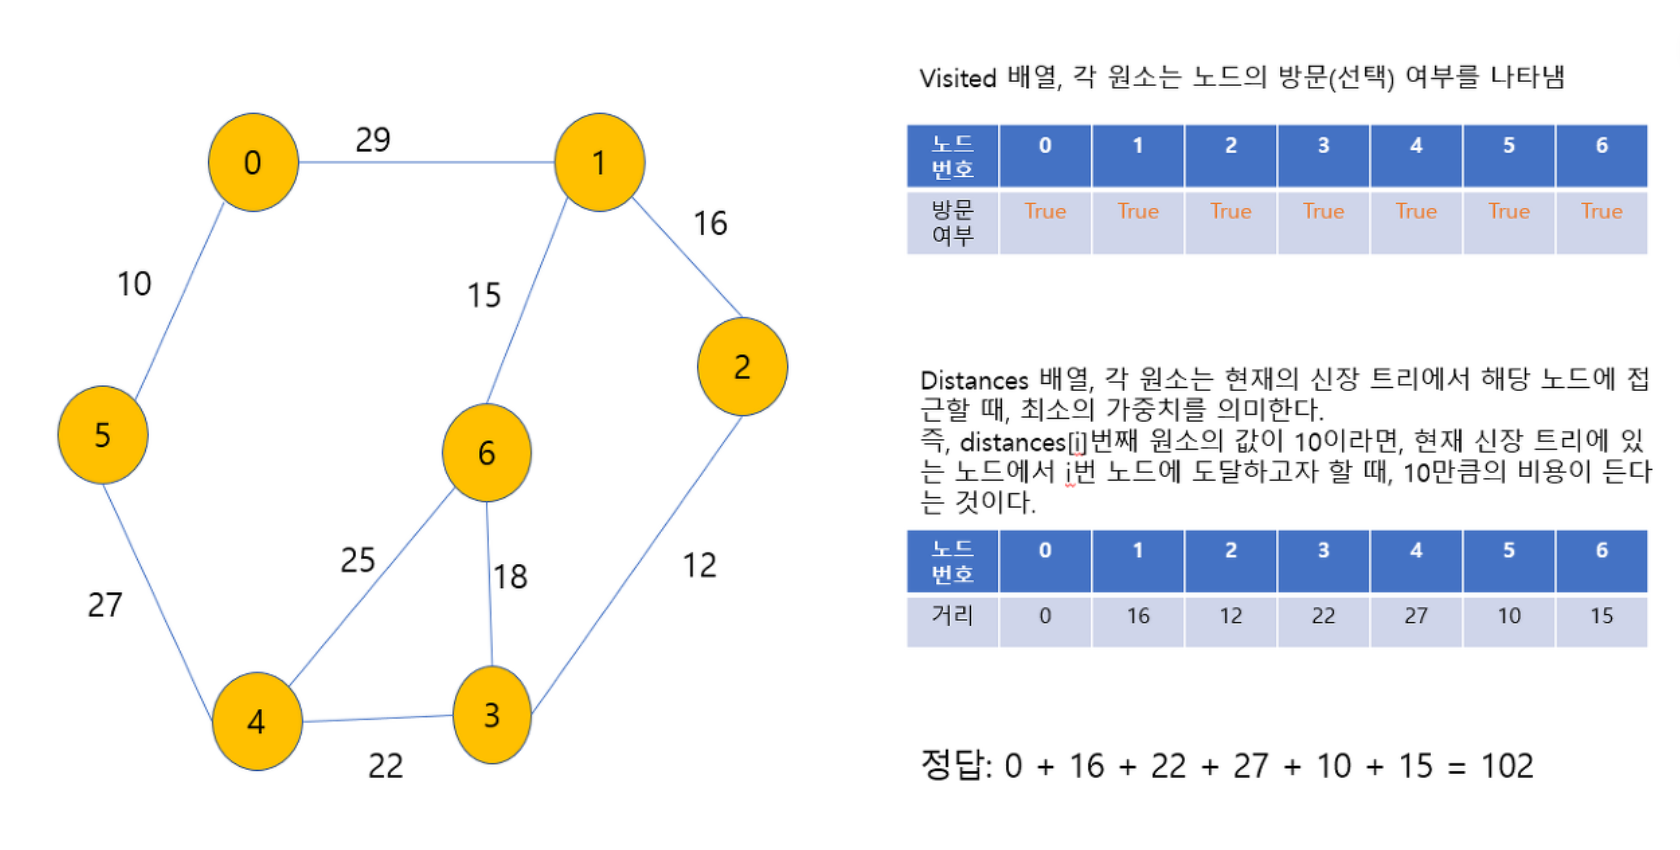 29
0
1
16
10
15
2
5
6
25
18
12
27
4
3
22
Visited 배열, 각 원소는 노드의 방문(선택) 여부를 나타냄
노드 번호 0 1 2 3 4 5 6
방문 여부 True True True True True True True
Distances 배열, 각 원소는 현재의 신장 트리에서 해당 노드에 접
근할 때, 최소의 가중치를 의미한다.
즉, distances[i]번째 원소의 값이 10이라면, 현재 신장 트리에 있
는 노드에서 i번 노드에 도달하고자 할 때, 10만큼의 비용이 든다
는 것이다.
노드 번호 0 1 2 3 4 5 6
거리 0 16 12 22 27 10 15
정답: 0 + 16 + 22 + 27 + 10 + 15 = 102